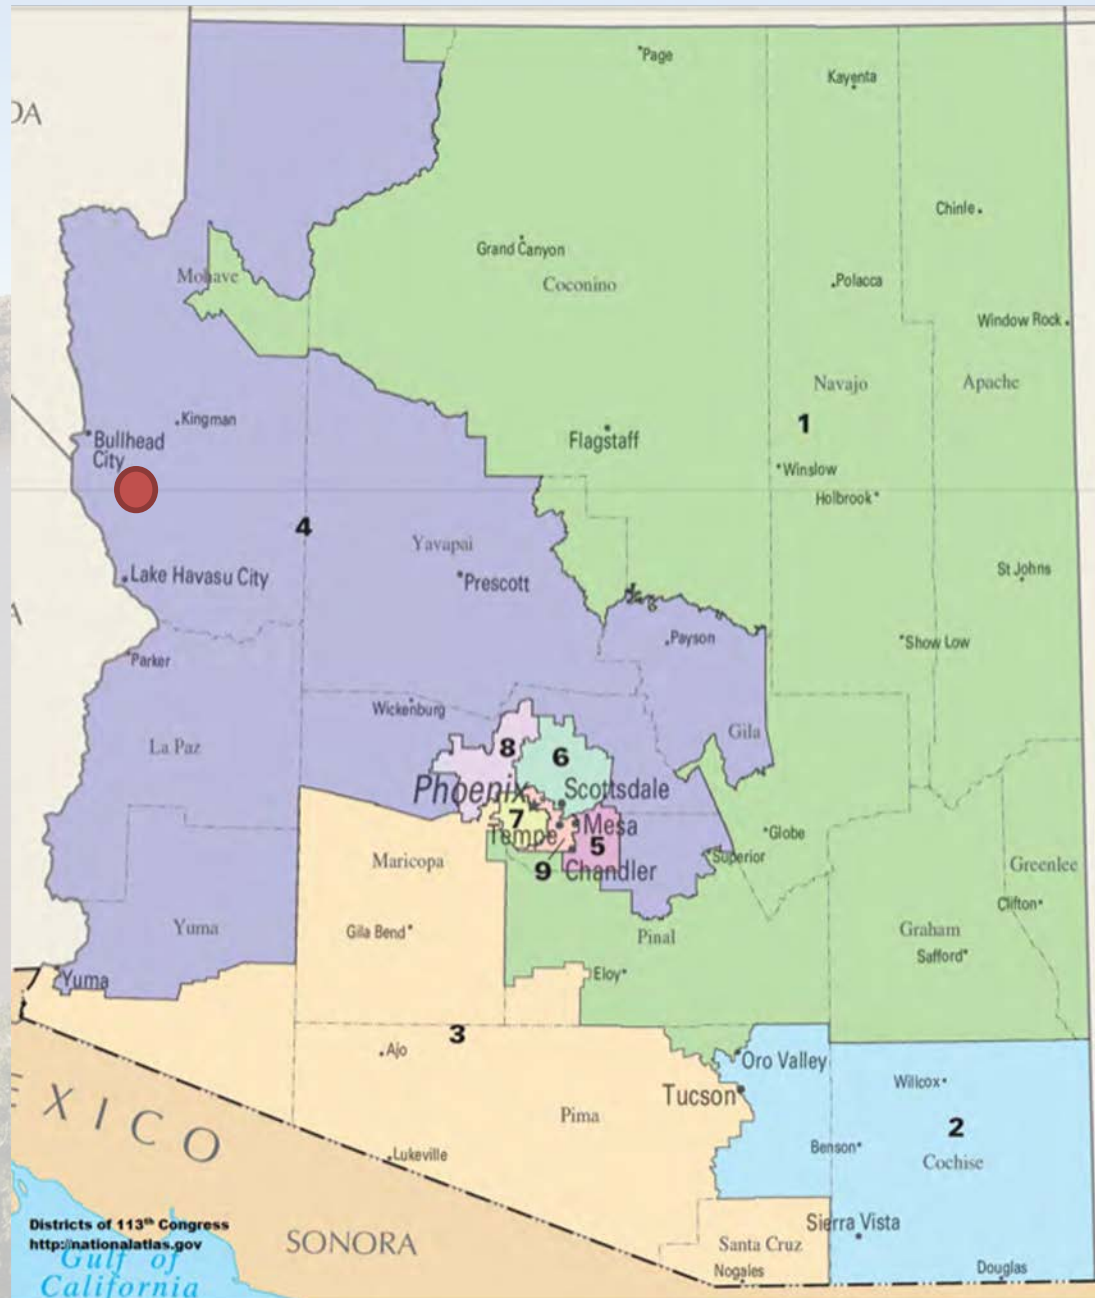 Page
Kayenta
DA
Chinle
Grand Canyon
Mohave
Coconino
Polacca
Window Rock
Navajo
Apache
1
Kingman
Flagstaff
Bullhead
City
Winslow
Holbrook
4
Yavapai
St Johns
Lake Havasu City
Prescott
A
Payson
Show Low
Parker
Wickenburg
Gila
La Paz
8
6
Phoenix
Scottsdale
7
Mesa
Tempe
Globe
5
Superior
Maricopa
9
Chandler
Greenlee
Clifton
Yuma
Gila Bend
Pinal
Graham
Safford
Yuma
Eloy
3
Ajo
Oro Valley
Willcox
Tucson
EXICO
Pima
2
Benson
Cochise
Lukeville
Districts of 113th Congress
http://nationalatlas.gov
SONORA
Sierra Vista
Santa Cruz
Gulf of
California
Nogales
Douglas